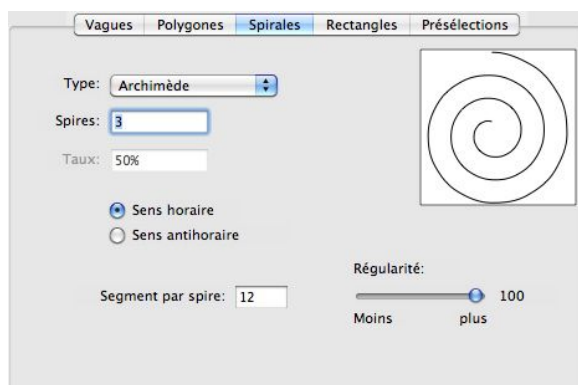 Vagues Polygones Spirales Rectangles Présélections
Type: Archimède
Spires: 3
Taux: 50%
Sens horaire
Sens antihoraire
Segment par spire: 12
Régularité:
100
Moins plus